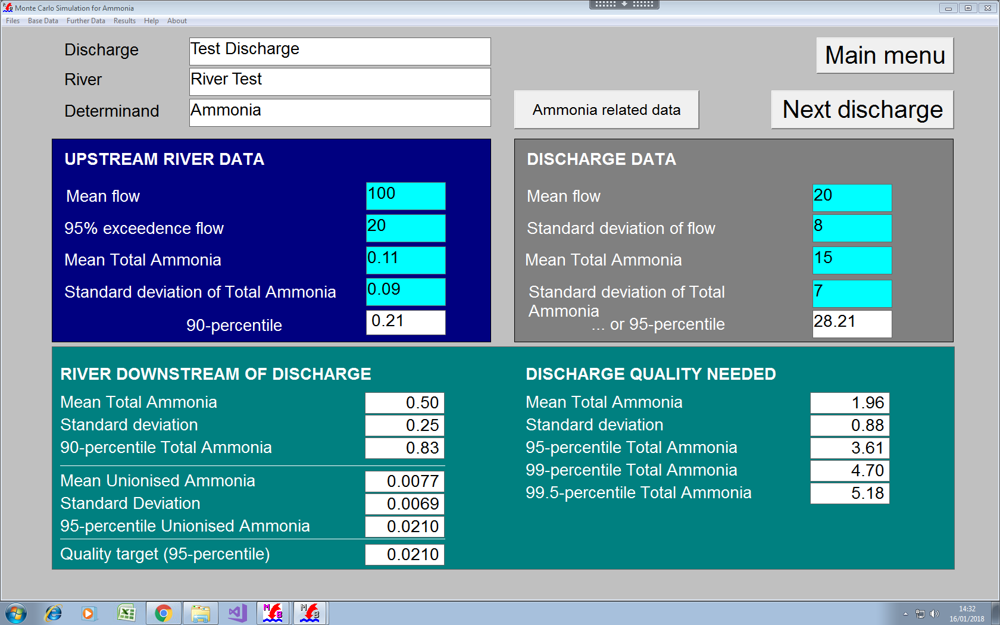 Monte Carlo Simulation for Ammonia
Files Base Data Further Data Results Help About
Discharge Test Discharge
Main menu
River River Test
Determinand Ammonia
Ammonia related data
Next discharge
UPSTREAM RIVER DATA
Mean flow 100
95% exceedence flow 20
Mean Total Ammonia 0.11
Standard deviation of Total Ammonia 0.09
90-percentile 0.21
DISCHARGE DATA
Mean flow 20
Standard deviation of flow 8
Mean Total Ammonia 15
Standard deviation of Total 7
Ammonia
... or 95-percentile 28.21
RIVER DOWNSTREAM OF DISCHARGE
Mean Total Ammonia 0.50
Standard deviation 0.25
90-percentile Total Ammonia 0.83
Mean Unionised Ammonia 0.0077
Standard Deviation 0.0069
95-percentile Unionised Ammonia 0.0210
Quality target (95-percentile) 0.0210
DISCHARGE QUALITY NEEDED
Mean Total Ammonia 1.96
Standard deviation 0.88
95-percentile Total Ammonia 3.61
99-percentile Total Ammonia 4.70
99.5-percentile Total Ammonia 5.18
M B
M B
14:32
16/01/2018